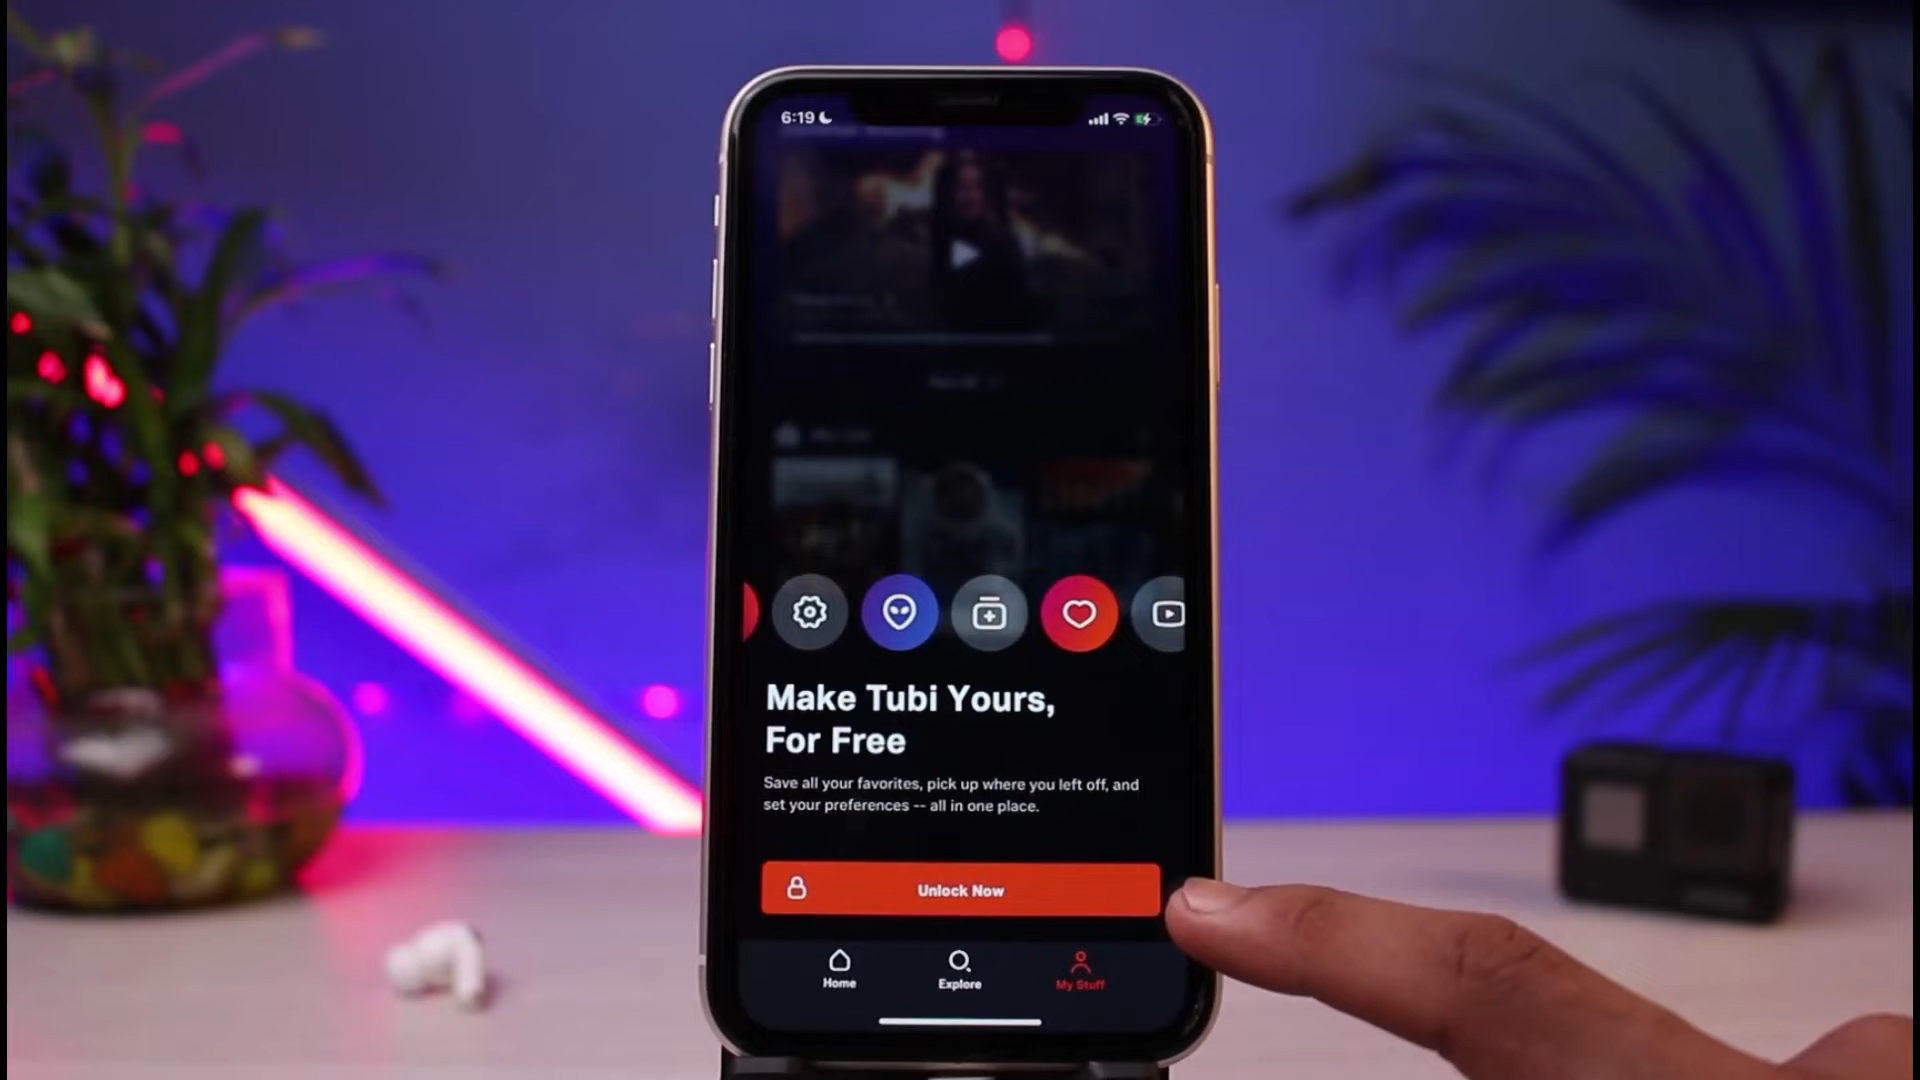 6:19
Make Tubi Yours,
For Free
Save all your favorites, pick up where you left off, and
set your preferences -- all in one place.
Unlock Now
Home
Explore
My Stuff